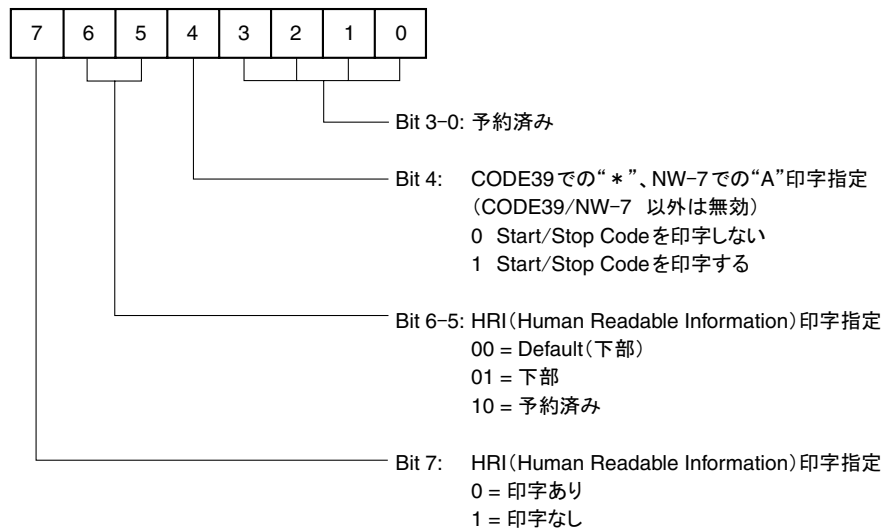 7 6 5 4 3 2 1 0
Bit 3-0: 予約済み
Bit 4: CODE39での“*”、NW-7での“A”印字指定
(CODE39/NW-7 以外は無効)
0 Start/Stop Codeを印字しない
1 Start/Stop Codeを印字する
Bit 6-5: HRI(Human Readable Information)印字指定
00 = Default(下部)
01 = 下部
10 = 予約済み
Bit 7: HRI(Human Readable Information)印字指定
0 = 印字あり
1 = 印字なし